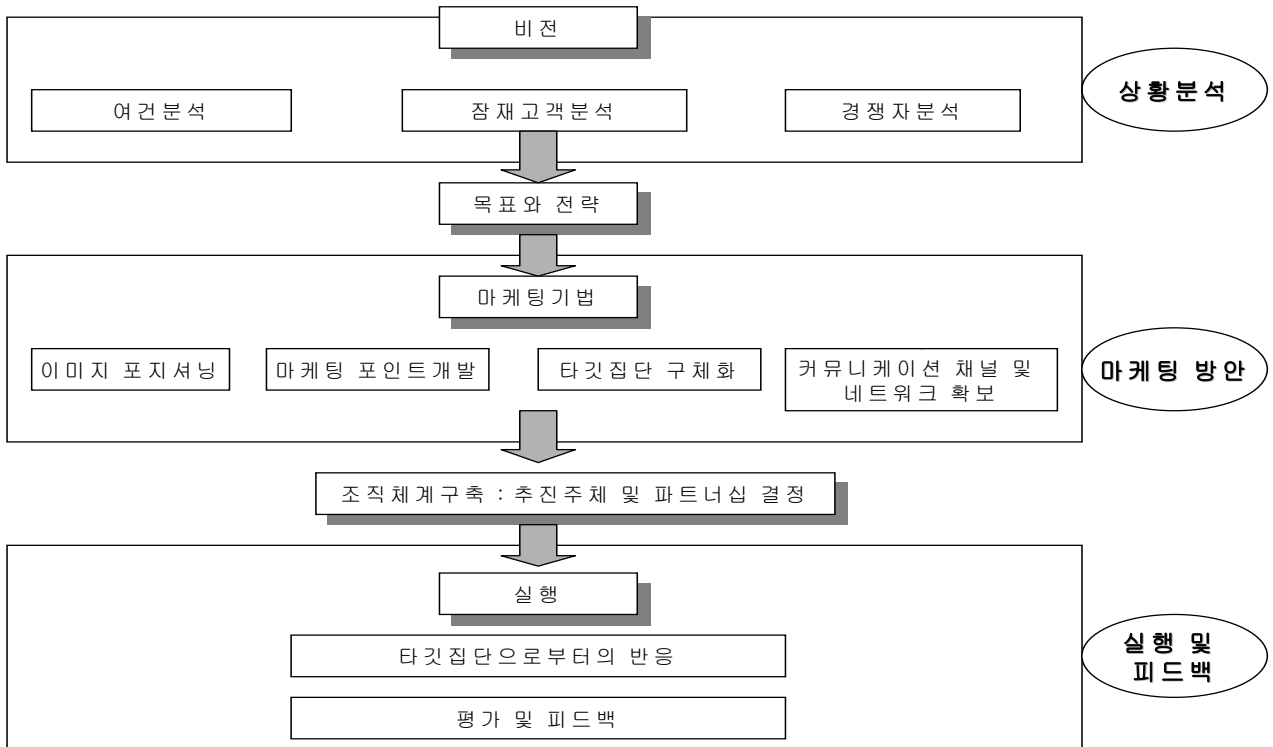 비전
여건분석
잠재고객분석
경쟁자분석
상황분석
목표와 전략
마케팅기법
이미지 포지셔닝
마케팅 포인트개발
타깃집단 구체화
커뮤니케이션 채널 및
네트워크 확보
마케팅 방안
조직체계구축 : 추진주체 및 파트너십 결정
실행
타깃집단으로부터의 반응
평가 및 피드백
실행 및
피드백